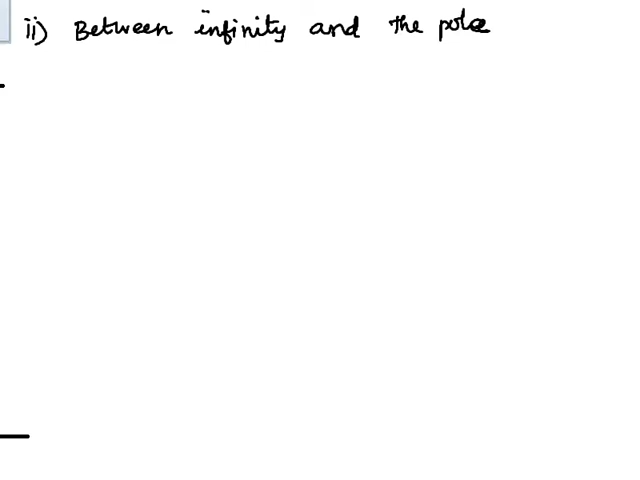 ii) Between infinity and the pole